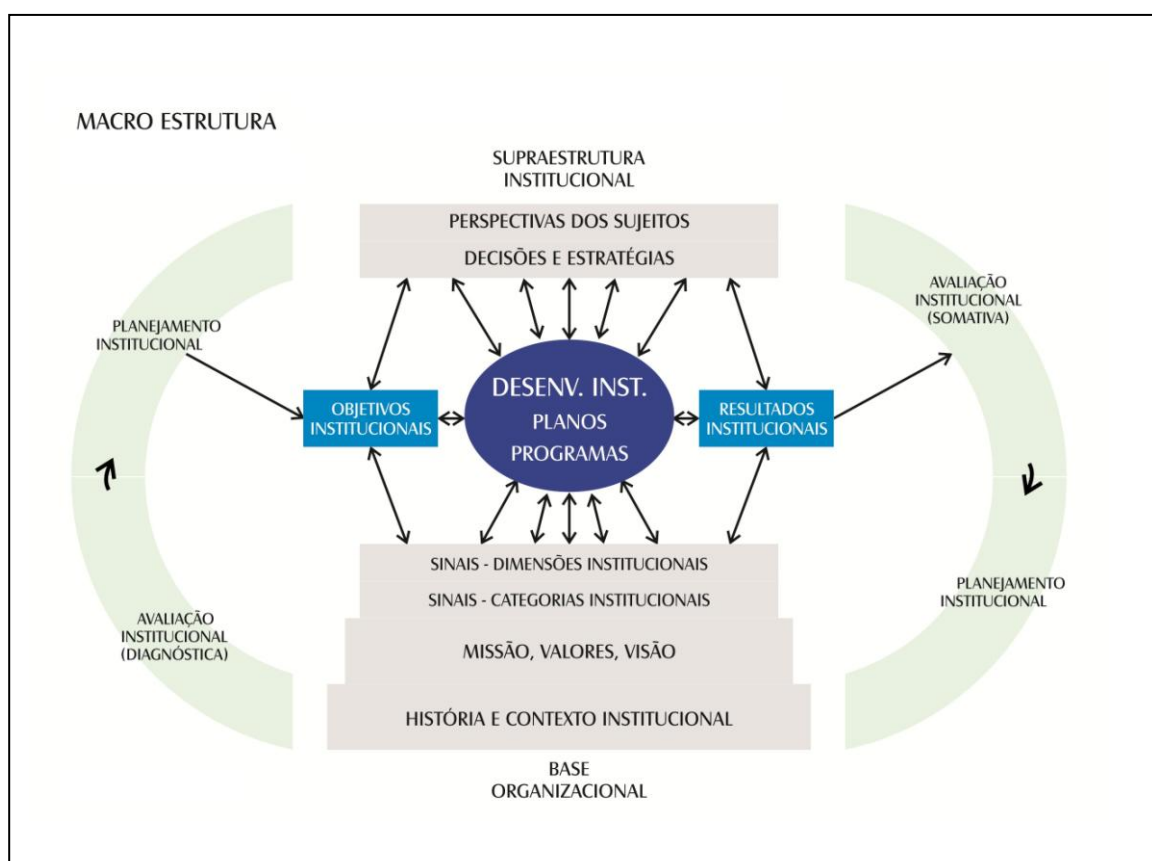 MACRO ESTRUTURA
SUPRAESTRUTURA
INSTITUCIONAL
PERSPECTIVAS DOS SUJEITOS
DECISÕES E ESTRATÉGIAS
PLANEJAMENTO
INSTITUCIONAL
AVALIAÇÃO
INSTITUCIONAL
(SOMATIVA)
OBJETIVOS
INSTITUCIONAIS
DESENV. INST.
PLANOS
PROGRAMAS
RESULTADOS
INSTITUCIONAIS
SINAIS - DIMENSÕES INSTITUCIONAIS
SINAIS - CATEGORIAS INSTITUCIONAIS
MISSÃO, VALORES, VISÃO
HISTÓRIA E CONTEXTO INSTITUCIONAL
AVALIAÇÃO
INSTITUCIONAL
(DIAGNÓSTICA)
PLANEJAMENTO
INSTITUCIONAL
BASE
ORGANIZACIONAL